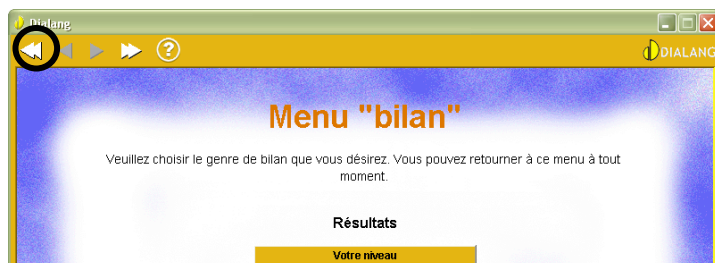 Dialang
?
DIALANG
Menu "bilan"
Veuillez choisir le genre de bilan que vous désirez. Vous pouvez retourner à ce menu à tout
moment.
Résultats
Votre niveau